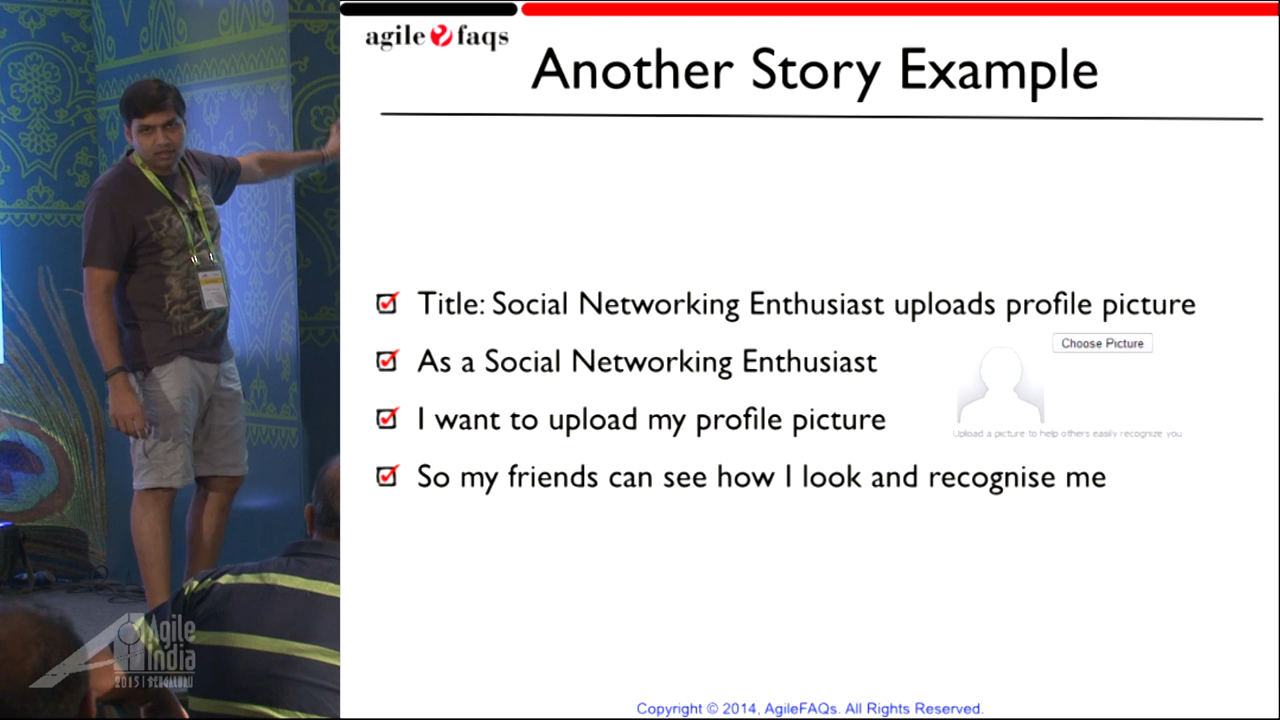 agile faqs
Another Story Example
Title: Social Networking Enthusiast uploads profile picture
Choose Picture
As a Social Networking Enthusiast
I want to upload my profile picture
Upload a picture to help others easily recognize you
So my friends can see how I look and recognise me
Agile
India
2015 | BENGALURU
Copyright © 2014, AgileFAQs. All Rights Reserved.